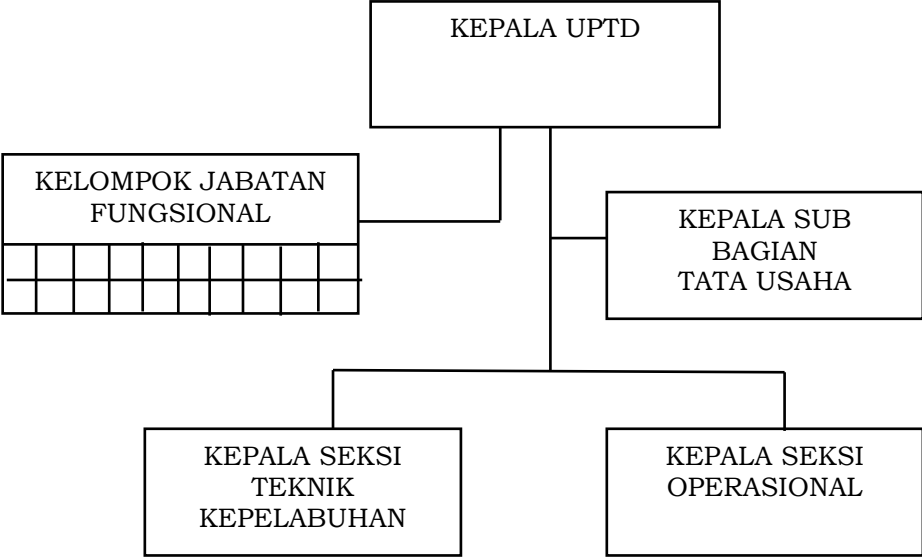 KEPALA UPTD
KELOMPOK JABATAN
FUNGSIONAL
KEPALA SUB
BAGIAN
TATA USAHA
KEPALA SEKSI
TEKNIK
KEPELABUHAN
KEPALA SEKSI
OPERASIONAL